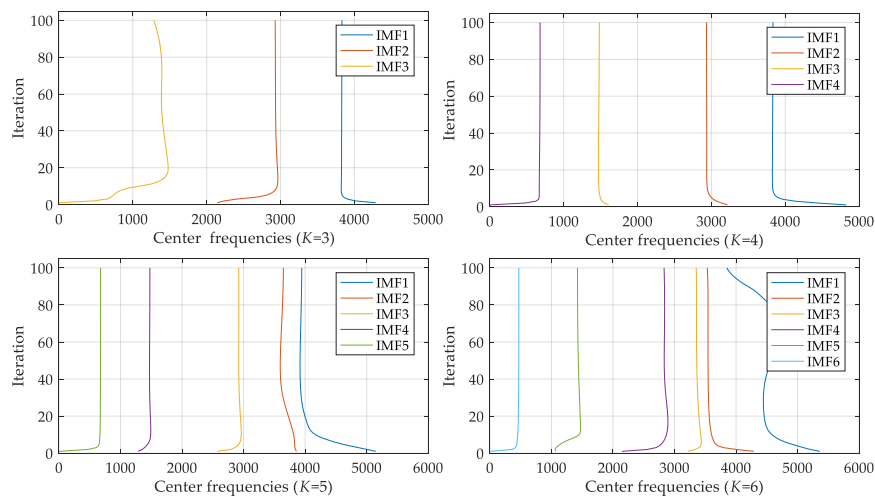 100
80
60
40
20
0
Iteration
0 1000 2000 3000 4000 5000
Center frequencies (K=3)
IMF1
IMF2
IMF3
100
80
60
40
20
0
Iteration
0 1000 2000 3000 4000 5000
Center frequencies (K=4)
IMF1
IMF2
IMF3
IMF4
100
80
60
40
20
0
Iteration
0 1000 2000 3000 4000 5000 6000
Center frequencies (K=5)
IMF1
IMF2
IMF3
IMF4
IMF5
100
80
60
40
20
0
Iteration
0 1000 2000 3000 4000 5000 6000
Center frequencies (K=6)
IMF1
IMF2
IMF3
IMF4
IMF5
IMF6